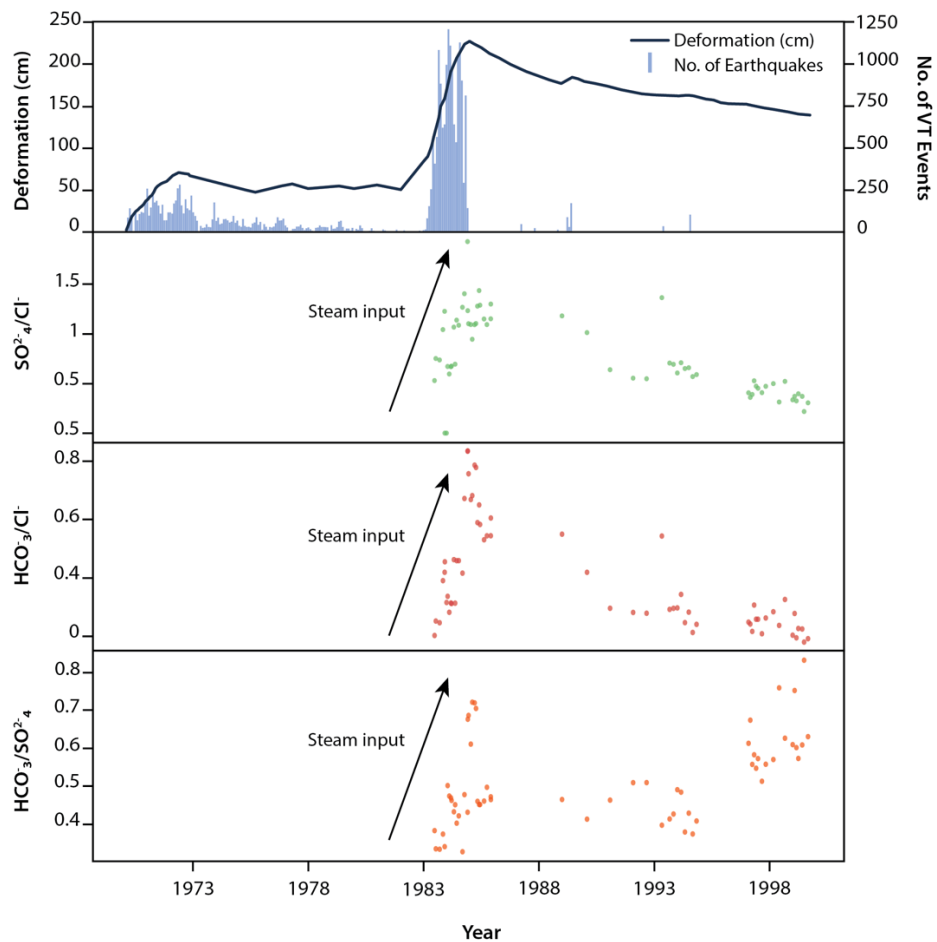 250
200
150
100
50
0
Deformation (cm)
Deformation (cm)
No. of Earthquakes
1250
1000
750
500
250
0
No. of VT Events
1.5
1
0.5
0.5
SO²⁻₄/Cl⁻
Steam input
0.8
0.6
0.4
0
HCO⁻₃/Cl⁻
Steam input
0.8
0.7
0.6
0.5
0.4
HCO⁻₃/SO²⁻₄
Steam input
1973 1978 1983 1988 1993 1998
Year